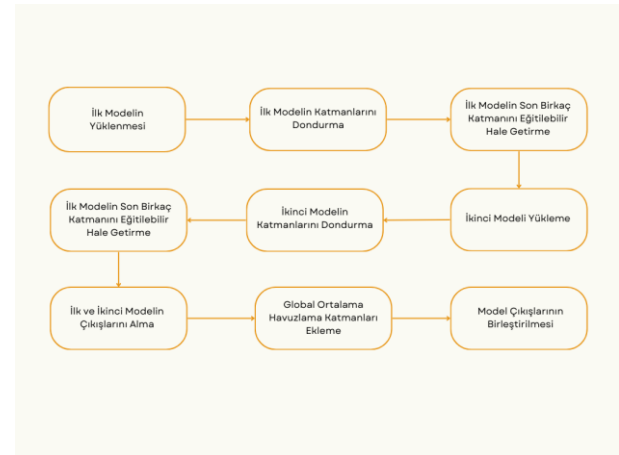 İlk Modelin
Yüklenmesi
İlk Modelin Katmanlarını
Dondurma
İlk Modelin Son Birkaç
Katmanını Eğitilebilir
Hale Getirme
İkinci Modeli Yükleme
İkinci Modelin
Katmanlarını Dondurma
İlk Modelin Son Birkaç
Katmanını Eğitilebilir
Hale Getirme
İlk ve İkinci Modelin
Çıkışlarını Alma
Global Ortalama
Havuzlama Katmanları
Ekleme
Model Çıkışlarının
Birleştirilmesi